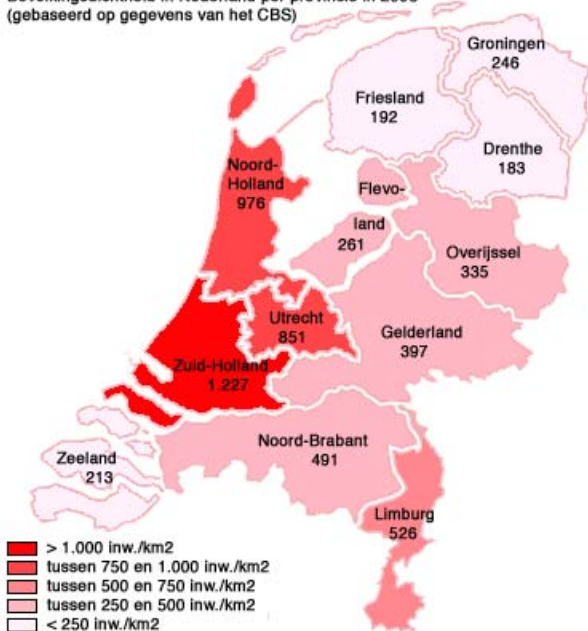 (gebaseerd op gegevens van het CBS)
Groningen
246
Friesland
192
Drenthe
183
Noord-
Holland
976
Flevo-
land
261
Overijssel
335
Utrecht
851
Gelderland
397
Zuid-Holland
1.227
Noord-Brabant
491
Zeeland
213
Limburg
526
> 1.000 inw./km2
tussen 750 en 1.000 inw./km2
tussen 500 en 750 inw./km2
tussen 250 en 500 inw./km2
< 250 inw./km2